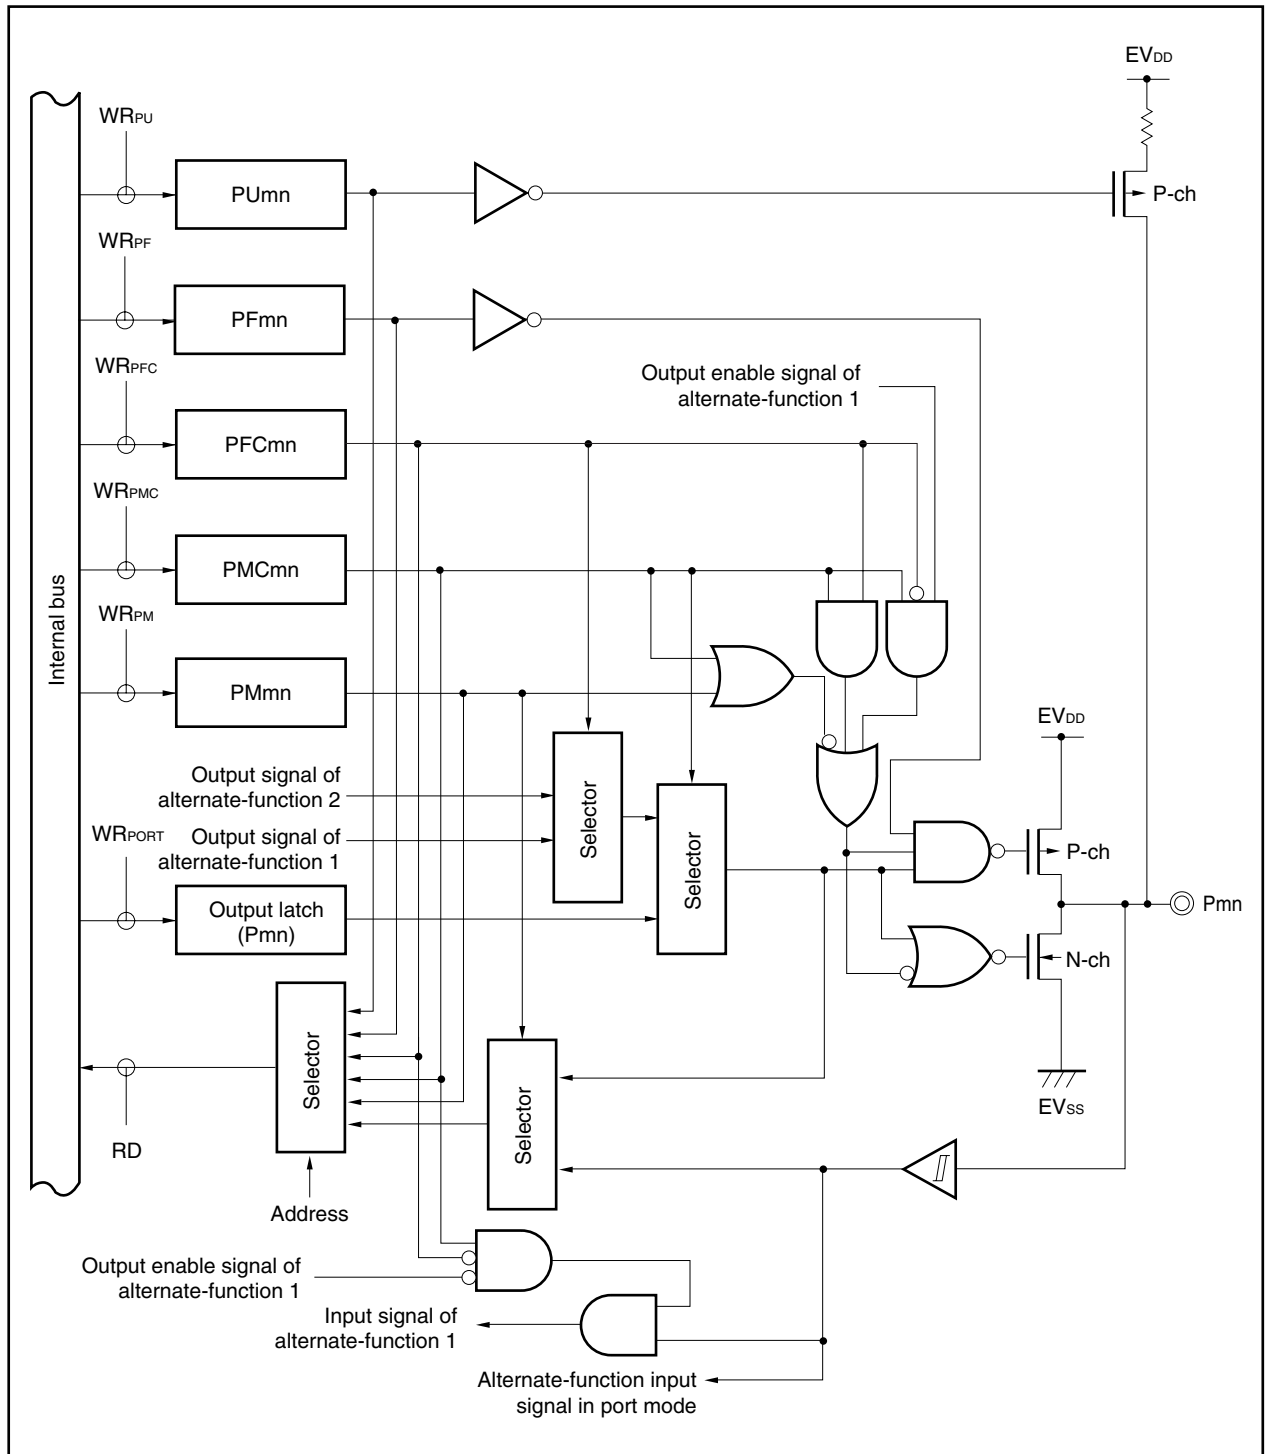 EVDD
WRPU
PUmn
P-ch
WRPF
PFmn
WRPFC
Output enable signal of
alternate-function 1
PFCmn
WRPMC
PMCmn
Internal bus
WRPM
PMmn
EVDD
Output signal of
alternate-function 2
WRPORT
Output signal of
alternate-function 1
Selector
Selector
P-ch
Output latch
(Pmn)
Pmn
N-ch
Selector
Selector
EVSS
RD
Address
Output enable signal of
alternate-function 1
Input signal of
alternate-function 1
Alternate-function input
signal in port mode